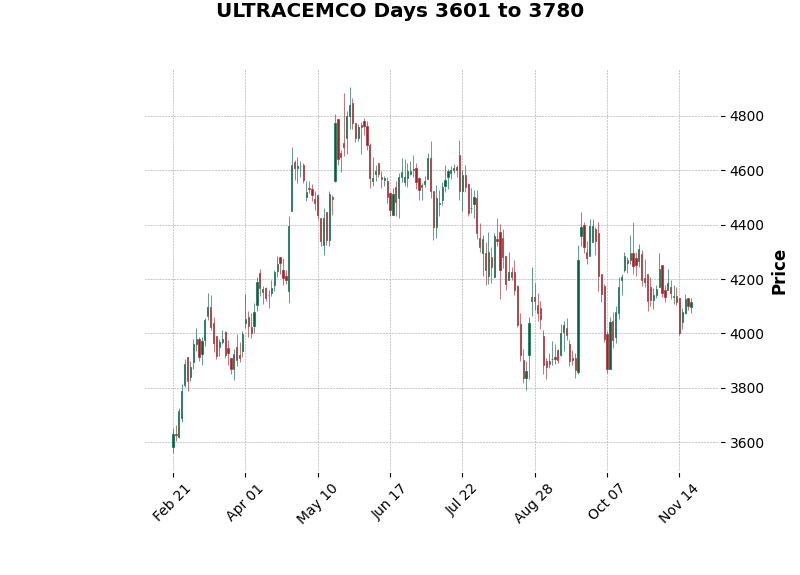 ULTRACEMCO Days 3601 to 3780
4800
4600
4400
4200
4000
3800
3600
Price
Feb 21
Apr 01
May 10
Jun 17
Jul 22
Aug 28
Oct 07
Nov 14